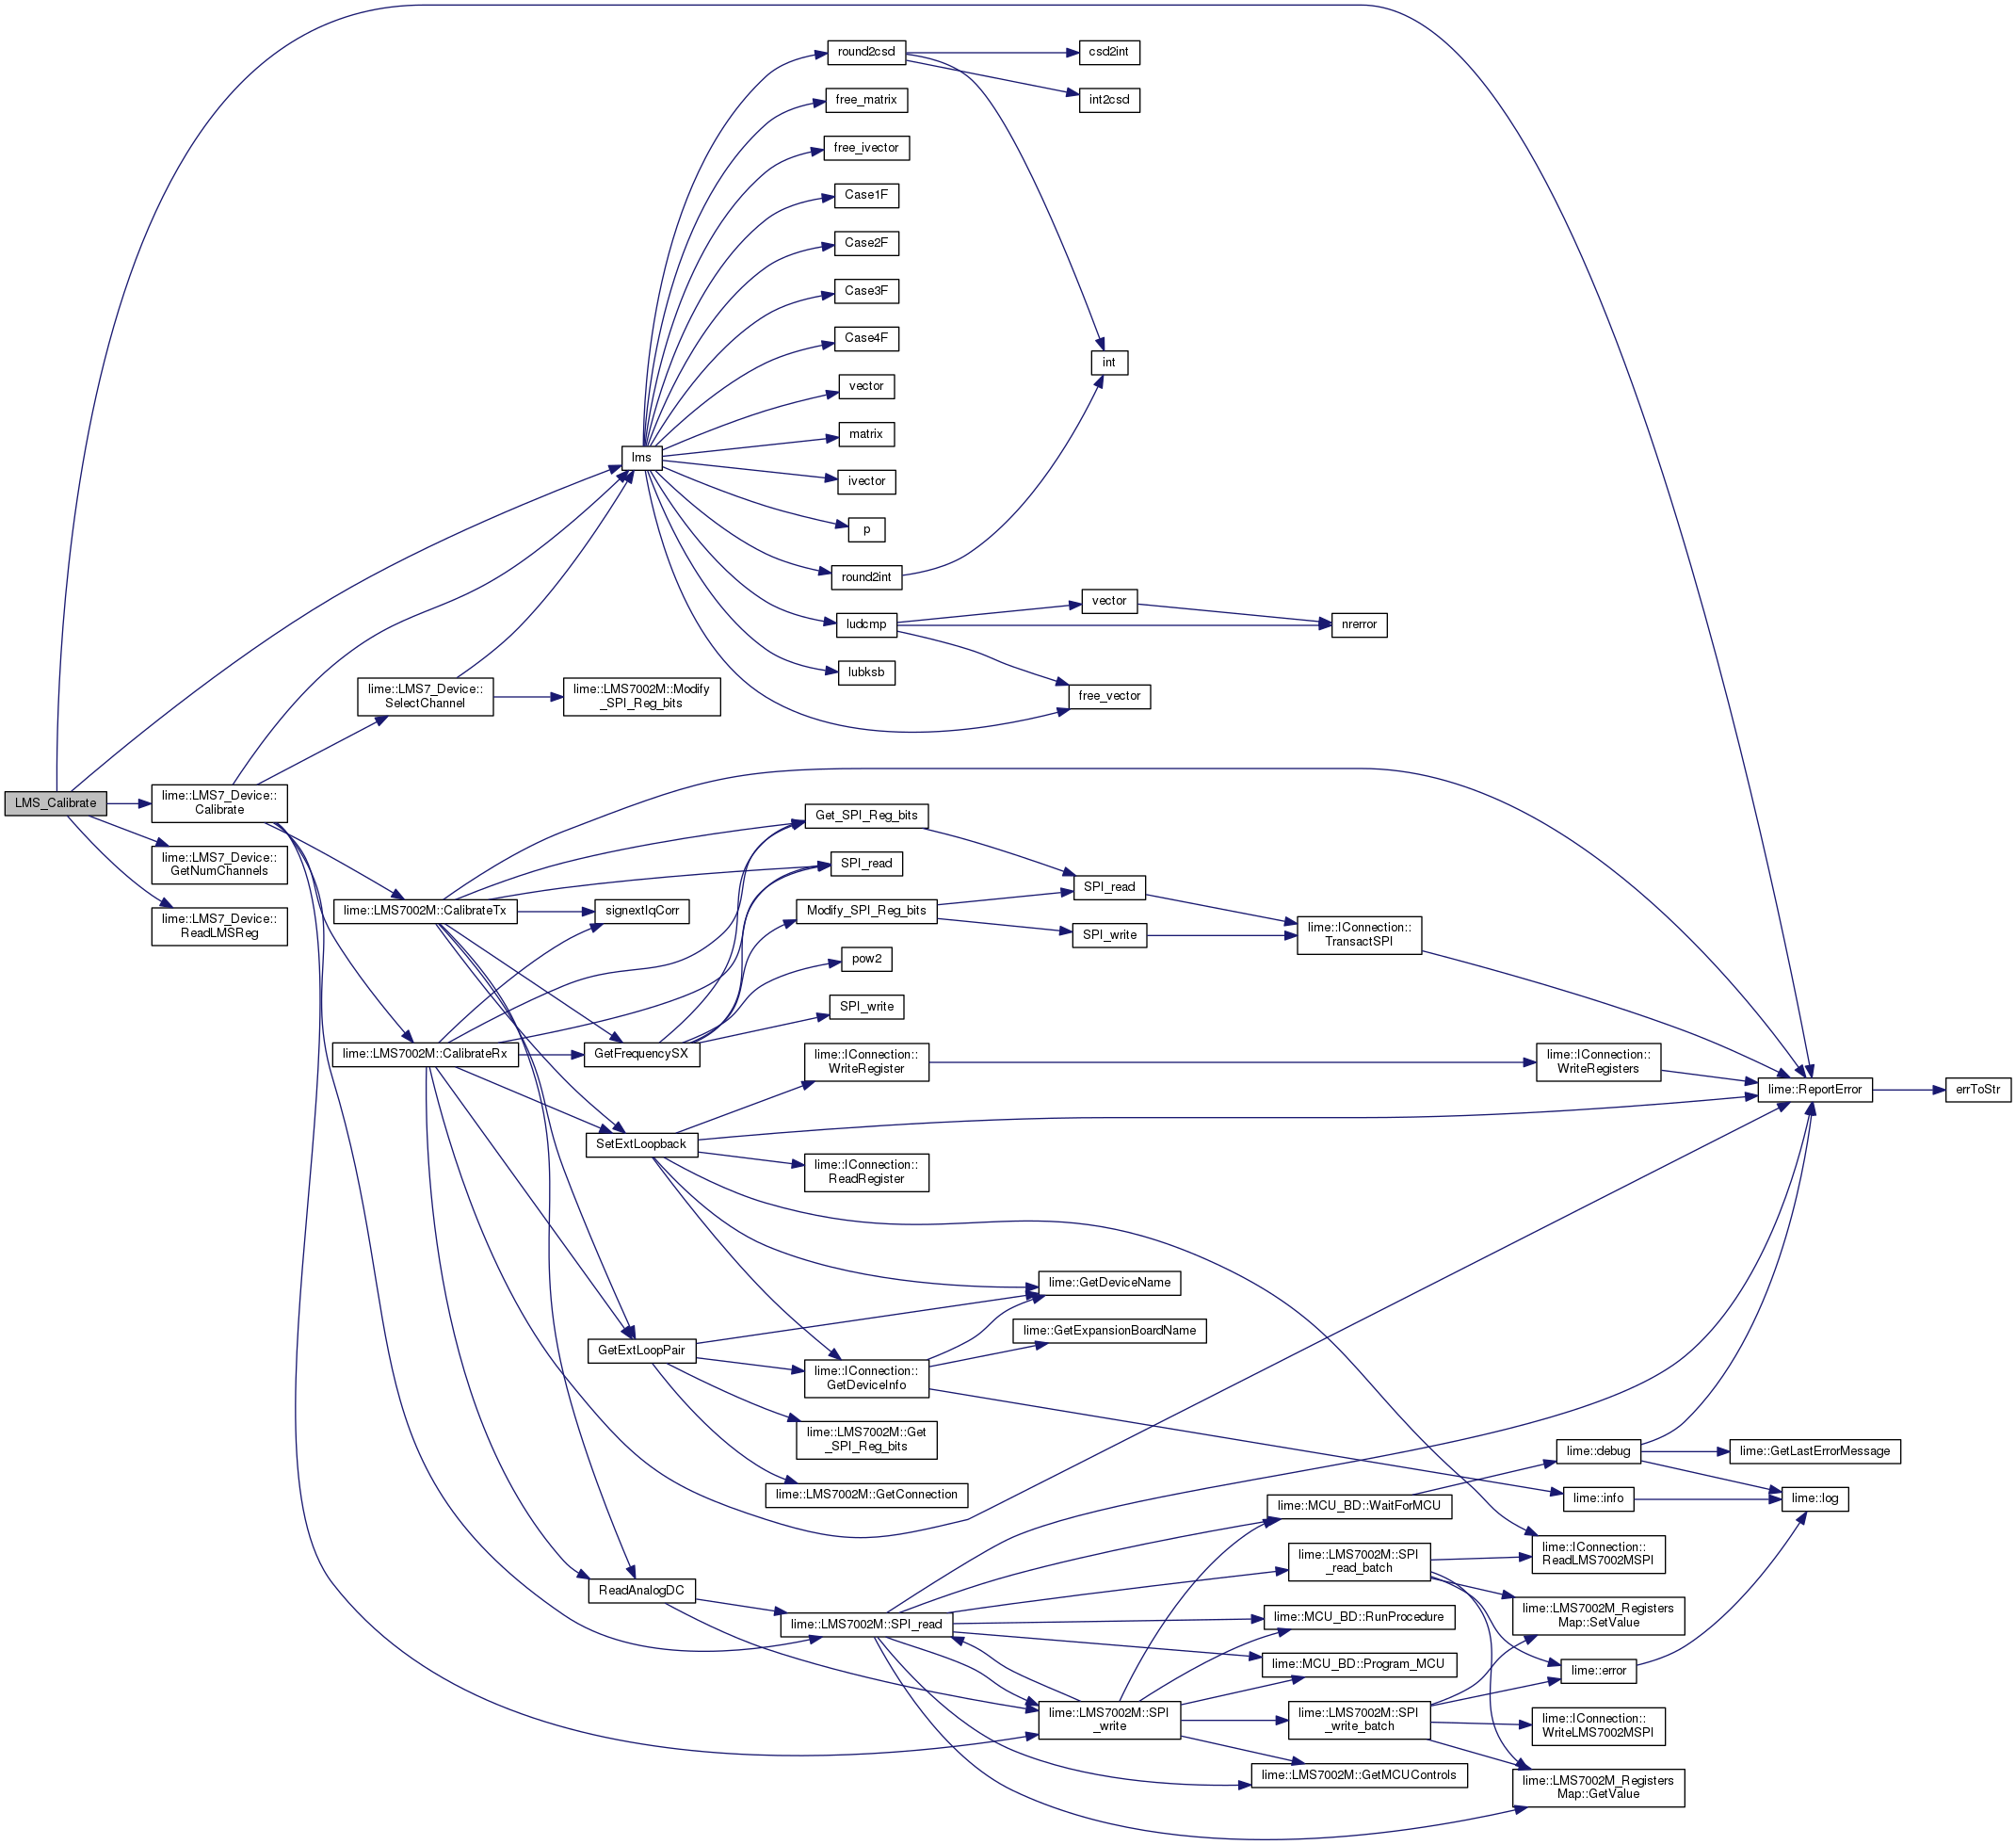 round2csd
csd2int
free_matrix
int2csd
free_ivector
Case1F
Case2F
Case3F
Case4F
int
vector
matrix
lms
ivector
p
round2int
vector
ludcmp
nrerror
lubksb
free_vector
lime::LMS7_Device::
SelectChannel
lime::LMS7002M::Modify
_SPI_Reg_bits
LMS_Calibrate
lime::LMS7_Device::
Calibrate
lime::LMS7_Device::
GetNumChannels
lime::LMS7_Device::
ReadLMSReg
Get_SPI_Reg_bits
SPI_read
SPI_read
lime::LMS7002M::CalibrateTx
signextIqCorr
Modify_SPI_Reg_bits
SPI_write
lime::IConnection::
TransactSPI
pow2
SPI_write
lime::LMS7002M::CalibrateRx
GetFrequencySX
lime::IConnection::
WriteRegister
lime::IConnection::
WriteRegisters
lime::ReportError
errToStr
SetExtLoopback
lime::IConnection::
ReadRegister
lime::GetDeviceName
lime::GetExpansionBoardName
GetExtLoopPair
lime::IConnection::
GetDeviceInfo
lime::LMS7002M::Get
_SPI_Reg_bits
lime::LMS7002M::GetConnection
lime::debug
lime::GetLastErrorMessage
lime::MCU_BD::WaitForMCU
lime::info
lime::log
lime::LMS7002M::SPI
_read_batch
lime::IConnection::
ReadLMS7002MSPI
ReadAnalogDC
lime::LMS7002M::SPI_read
lime::MCU_BD::RunProcedure
lime::LMS7002M_Registers
Map::SetValue
lime::MCU_BD::Program_MCU
lime::error
lime::LMS7002M::SPI
_write
lime::LMS7002M::SPI
_write_batch
lime::IConnection::
WriteLMS7002MSPI
lime::LMS7002M::GetMCUControls
lime::LMS7002M_Registers
Map::GetValue